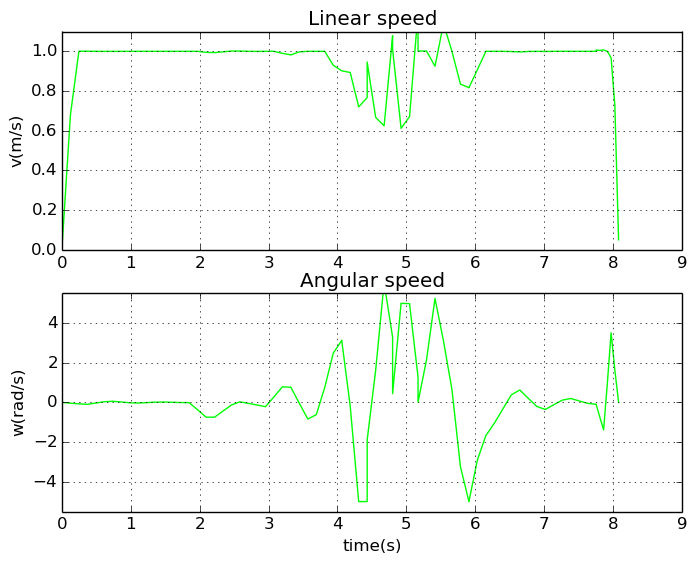 Linear speed
1.0
0.8
0.6
0.4
0.2
0.0
v(m/s)
0 1 2 3 4 5 6 7 8 9
Angular speed
4
2
0
−2
−4
w(rad/s)
0 1 2 3 4 5 6 7 8 9
time(s)